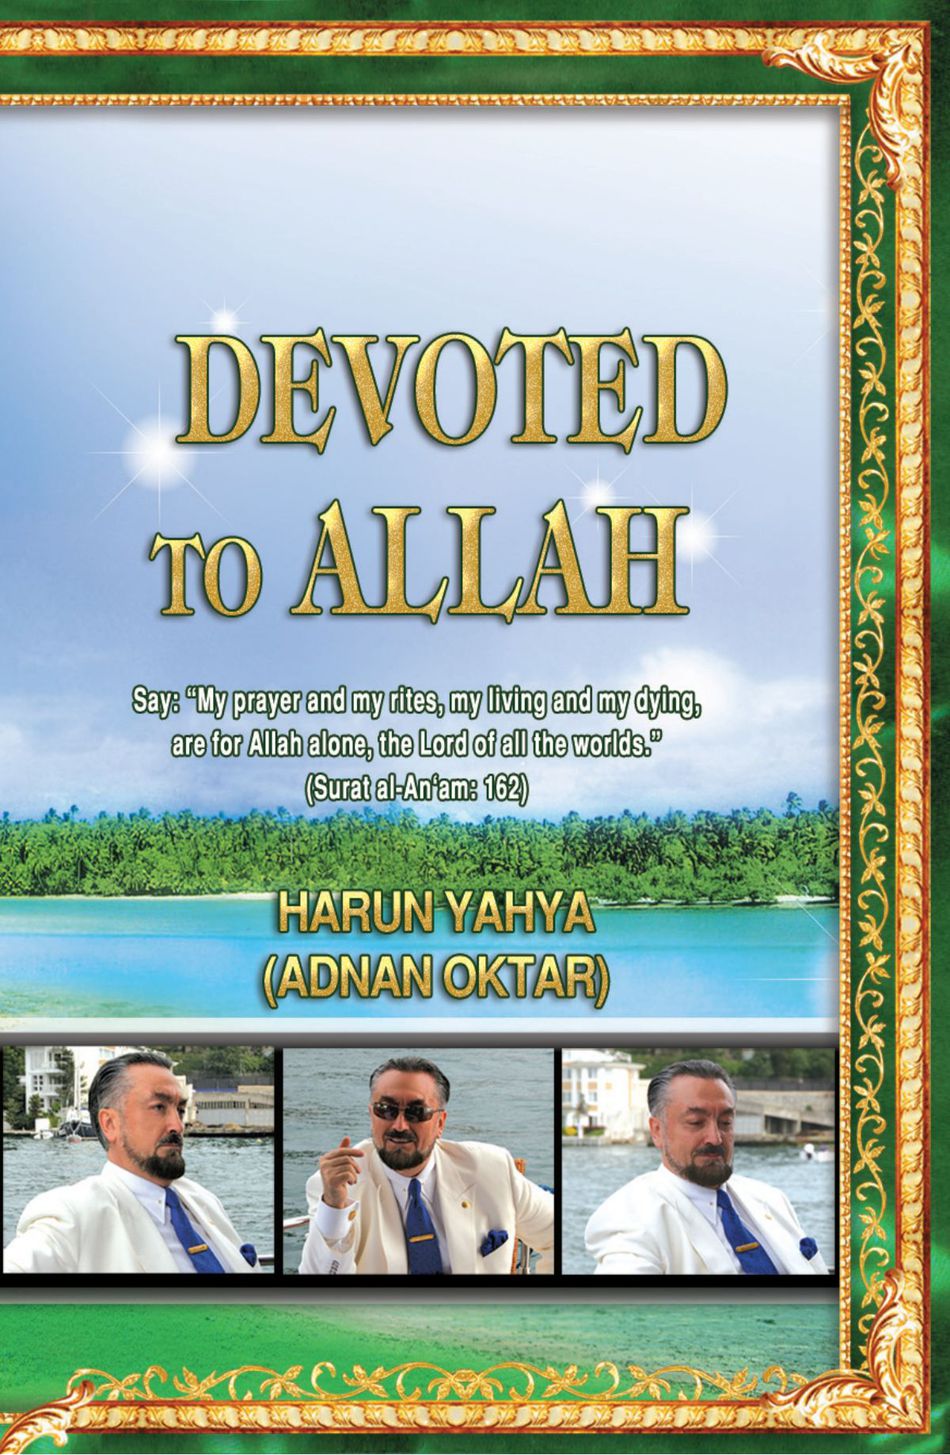 DEVOTED
TO ALLAH
Say: “My prayer and my rites, my living and my dying,
are for Allah alone, the Lord of all the worlds.”
(Surat al-An‘am: 162)
HARUN YAHYA
(ADNAN OKTAR)